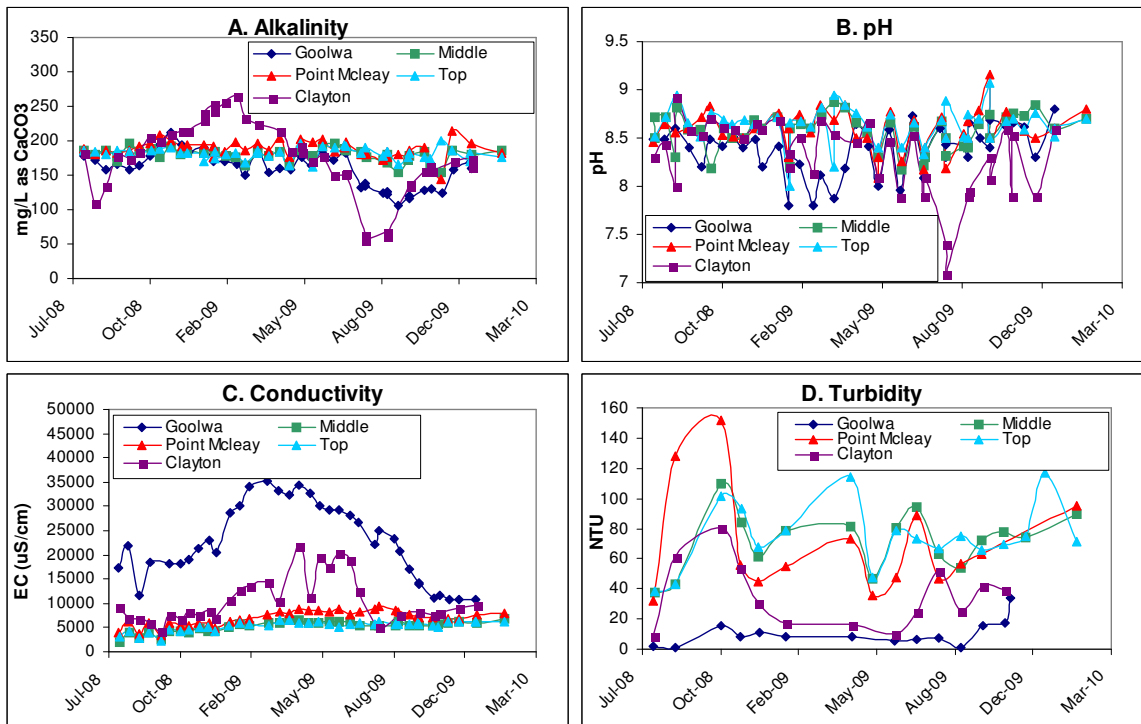 A. Alkalinity
350
300
250
200
150
100
50
0
mg/L as CaCO3
Goolwa
Middle
Point Mcleay
Top
Clayton
Jul-08
Oct-08
Feb-09
May-09
Aug-09
Dec-09
Mar-10
B. pH
9.5
9
8.5
8
7.5
7
pH
Goolwa
Middle
Point Mcleay
Top
Clayton
Jul-08
Oct-08
Feb-09
May-09
Aug-09
Dec-09
Mar-10
C. Conductivity
50000
45000
40000
35000
30000
25000
20000
15000
10000
5000
0
EC (uS/cm)
Goolwa
Middle
Point Mcleay
Top
Clayton
Jul-08
Oct-08
Feb-09
May-09
Aug-09
Dec-09
Mar-10
D. Turbidity
160
140
120
100
80
60
40
20
0
NTU
Goolwa
Middle
Point Mcleay
Top
Clayton
Jul-08
Oct-08
Feb-09
May-09
Aug-09
Dec-09
Mar-10